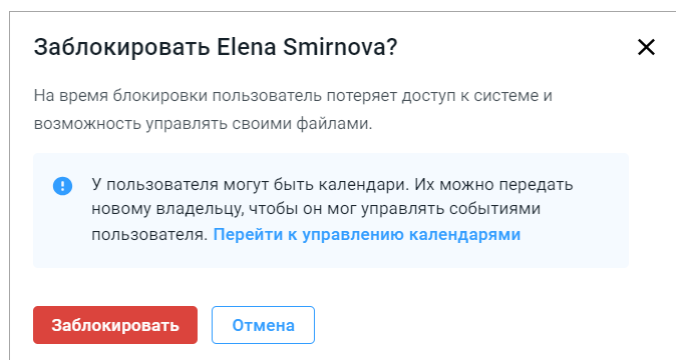 Заблокировать Elena Smirnova?
На время блокировки пользователь потеряет доступ к системе и
возможность управлять своими файлами.
У пользователя могут быть календари. Их можно передать
новому владельцу, чтобы он мог управлять событиями
пользователя. Перейти к управлению календарями
Заблокировать Отмена